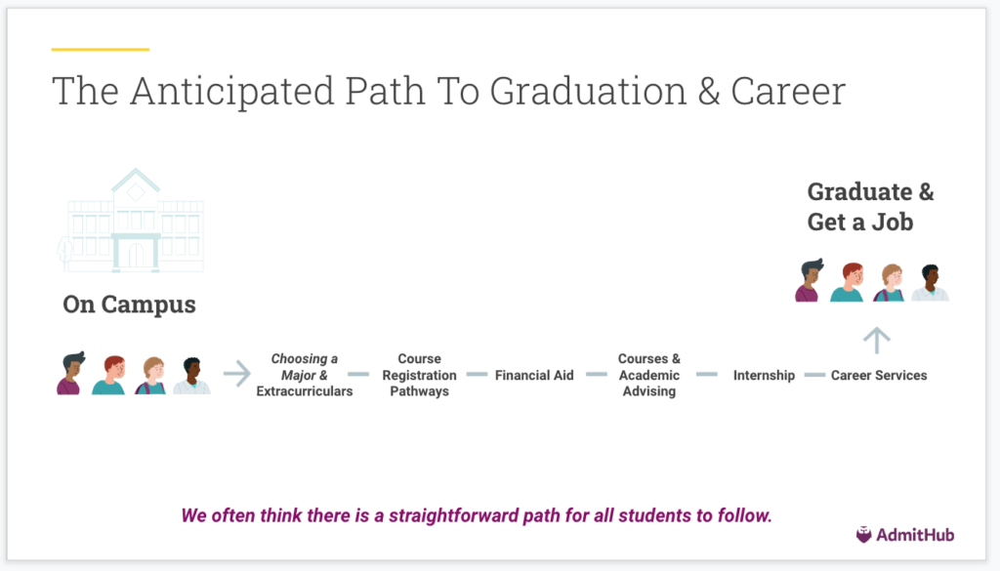 The Anticipated Path To Graduation & Career
Graduate &
Get a Job
On Campus
Choosing a
Major &
Extracurriculars
Course
Registration
Pathways
Financial Aid
Courses &
Academic
Advising
Internship
Career Services
We often think there is a straightforward path for all students to follow.
AdmitHub